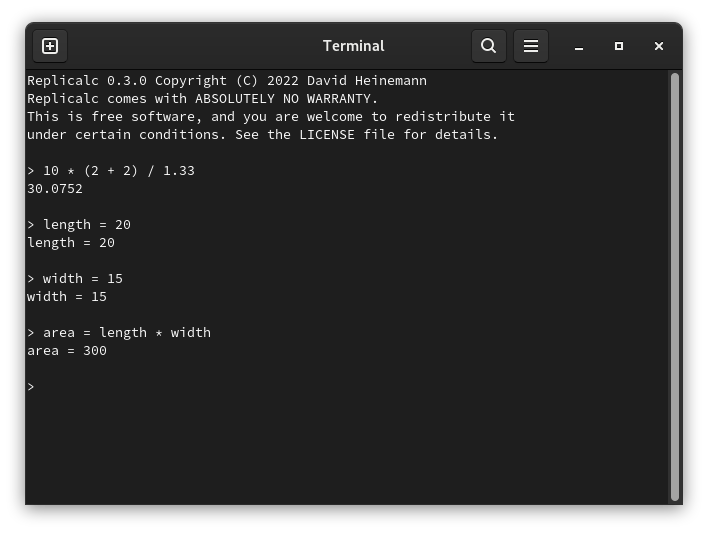 Terminal
Replicalc 0.3.0 Copyright (C) 2022 David Heinemann
Replicalc comes with ABSOLUTELY NO WARRANTY.
This is free software, and you are welcome to redistribute it
under certain conditions. See the LICENSE file for details.
> 10 * (2 + 2) / 1.33
30.0752
> length = 20
length = 20
> width = 15
width = 15
> area = length * width
area = 300
>